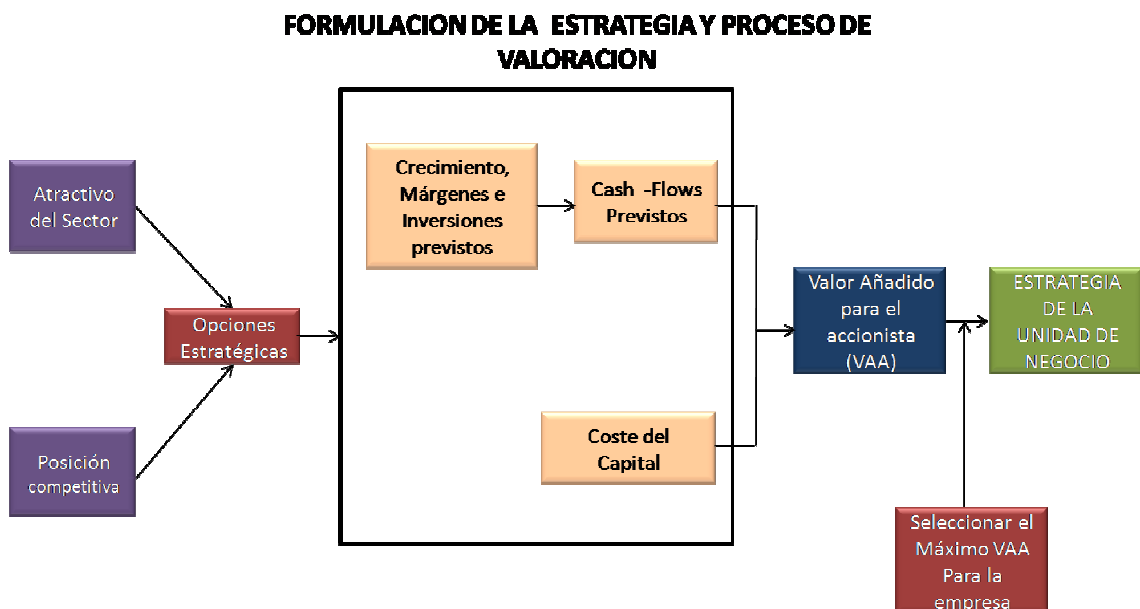 FORMULACION DE LA ESTRATEGIA Y PROCESO DE
VALORACION
Atractivo
del Sector
Posición
competitiva
Opciones
Estratégicas
Crecimiento,
Márgenes e
Inversiones
previstos
Cash -Flows
Previstos
Coste del
Capital
Valor Añadido
para el
accionista
(VAA)
ESTRATEGIA
DE LA
UNIDAD DE
NEGOCIO
Seleccionar el
Máximo VAA
Para la
empresa